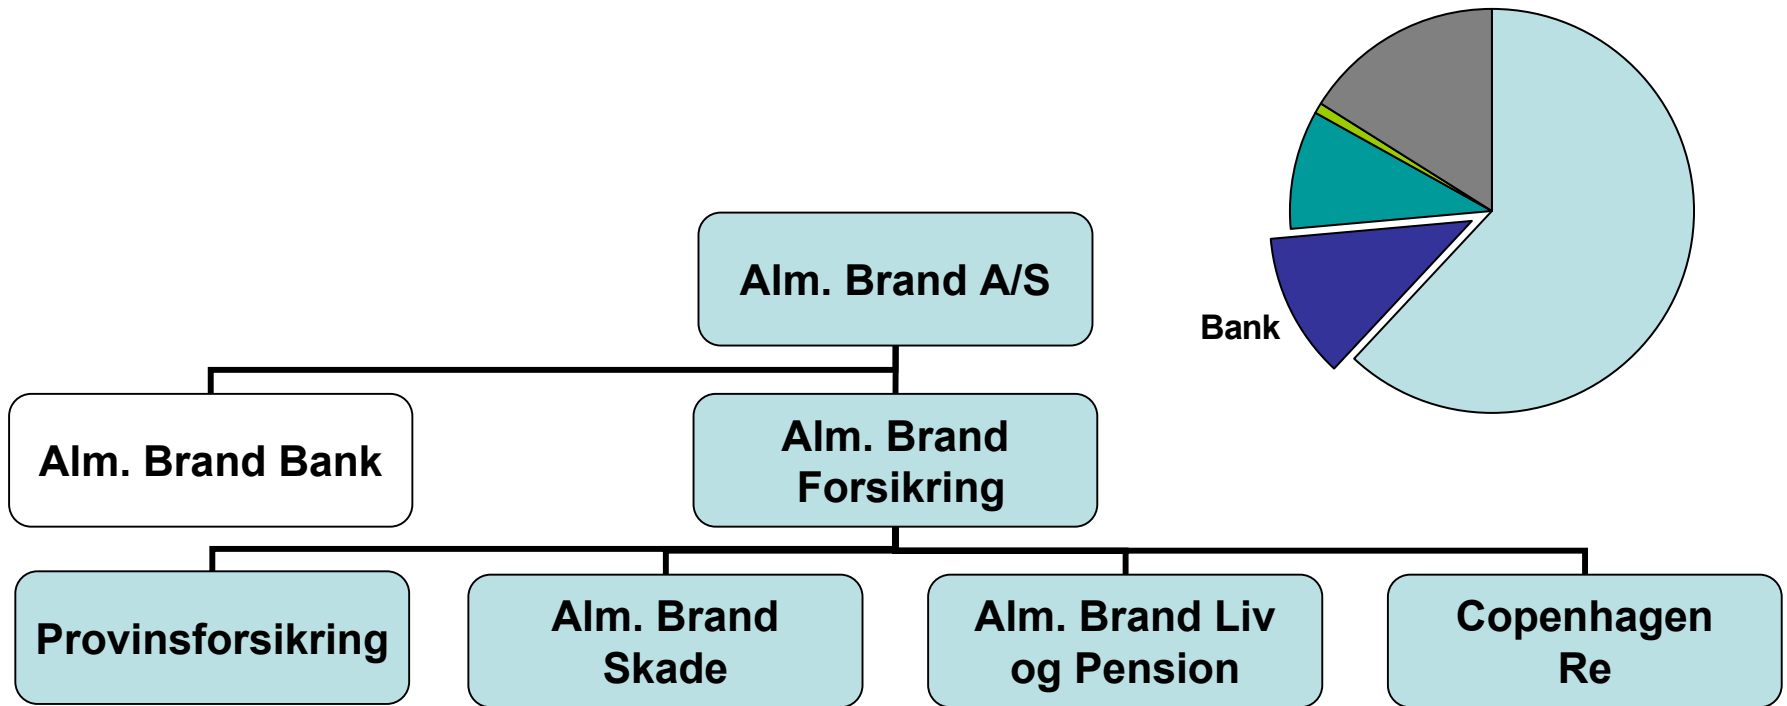 Alm. Brand A/S
Bank
Alm. Brand Bank
Alm. Brand
Forsikring
Provinsforsikring
Alm. Brand
Skade
Alm. Brand Liv
og Pension
Copenhagen
Re